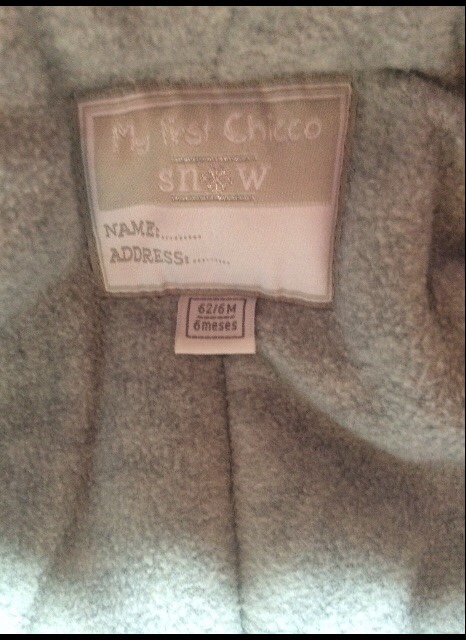 My first Chicco
snow
NAME:.........
ADDRESS:........
62/6M
6meses